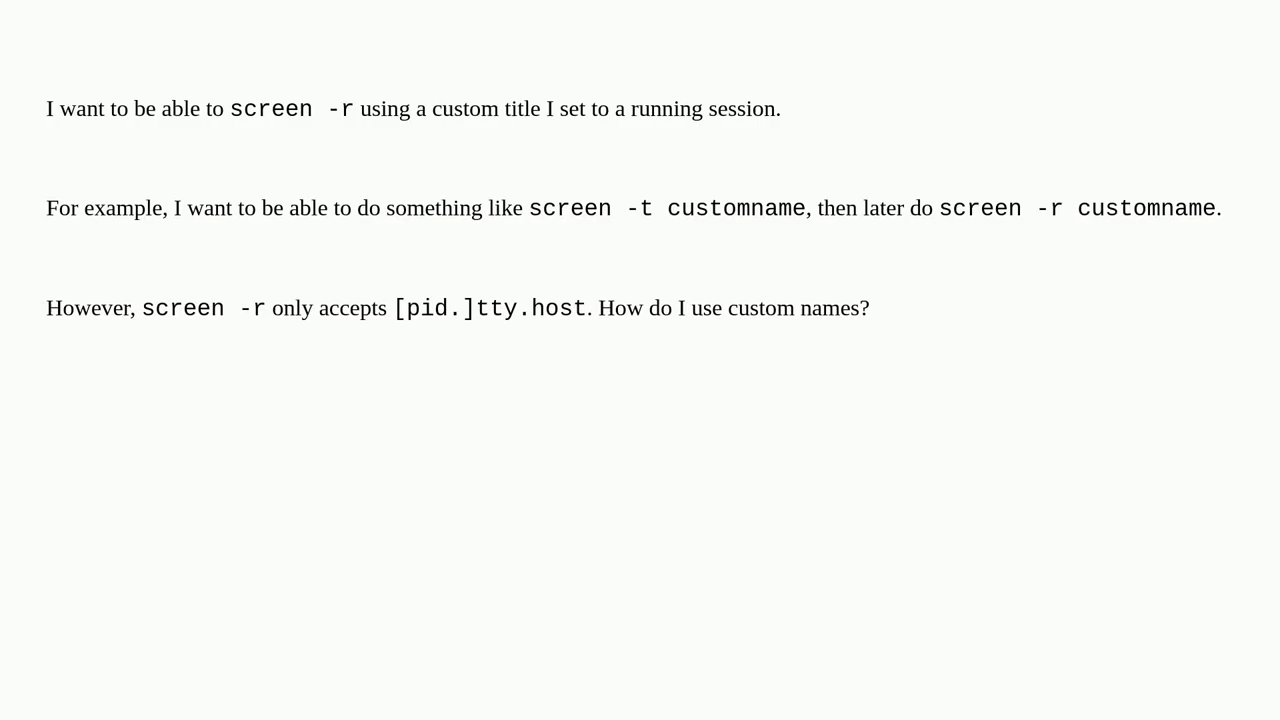 I want to be able to screen -r using a custom title I set to a running session.
For example, I want to be able to do something like screen -t customname, then later do screen -r customname.
However, screen -r only accepts [pid.]tty.host. How do I use custom names?